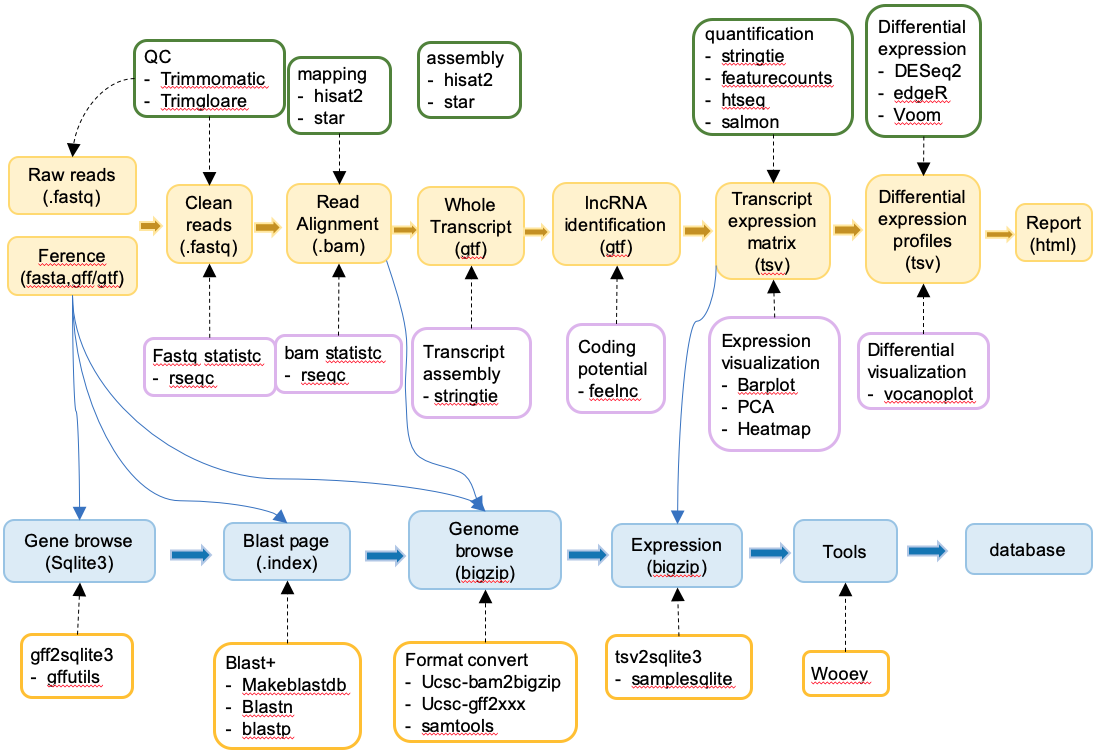 QC
- Trimmomatic
- Trimgloare
mapping
- hisat2
- star
assembly
- hisat2
- star
quantification
- stringtie
- featurecounts
- htseq
- salmon
Differential
expression
- DESeq2
- edgeR
- Voom
Raw reads
(.fastq)
Ference
(fasta,gff/gtf)
Clean
reads
(.fastq)
Read
Alignment
(.bam)
Whole
Transcript
(gtf)
lncRNA
identification
(gtf)
Transcript
expression
matrix
(tsv)
Differential
expression
profiles
(tsv)
Report
(html)
Fastq statistc
- rseqc
bam statistc
- rseqc
Transcript
assembly
- stringtie
Coding
potential
- feelnc
Expression
visualization
- Barplot
- PCA
- Heatmap
Differential
visualization
- vocanoplot
Gene browse
(Sqlite3)
Blast page
(.index)
Genome
browse
(bigzip)
Expression
(bigzip)
Tools
database
gff2sqlite3
- gffutils
Blast+
- Makeblastdb
- Blastn
- blastp
Format convert
- Ucsc-bam2bigzip
- Ucsc-gff2xxx
- samtools
tsv2sqlite3
- samplesqlite
Wooey